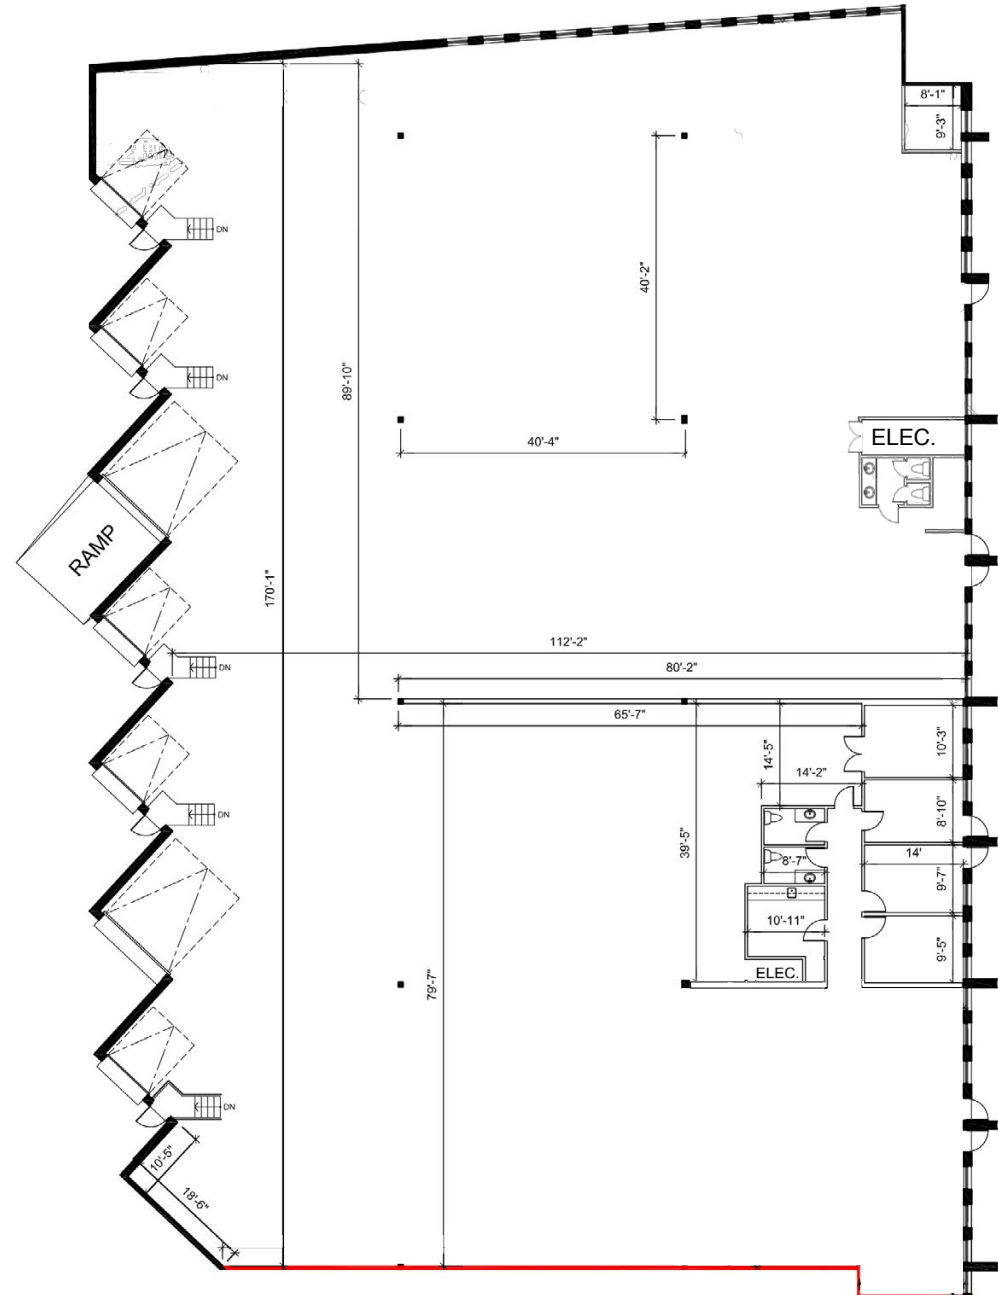 8'-1"
9'-3"
DN
40'-2"
DN
89'-10"
40'-4"
ELEC.
RAMP
170'-1"
112'-2"
DN
80'-2"
65'-7"
10'-3"
14'-5"
14'-2"
8'-10"
DN
39'-5"
14'
8'-7"
9'-7"
10'-11"
9'-5"
ELEC.
79'-7"
DN
10'-5"
18'-6"